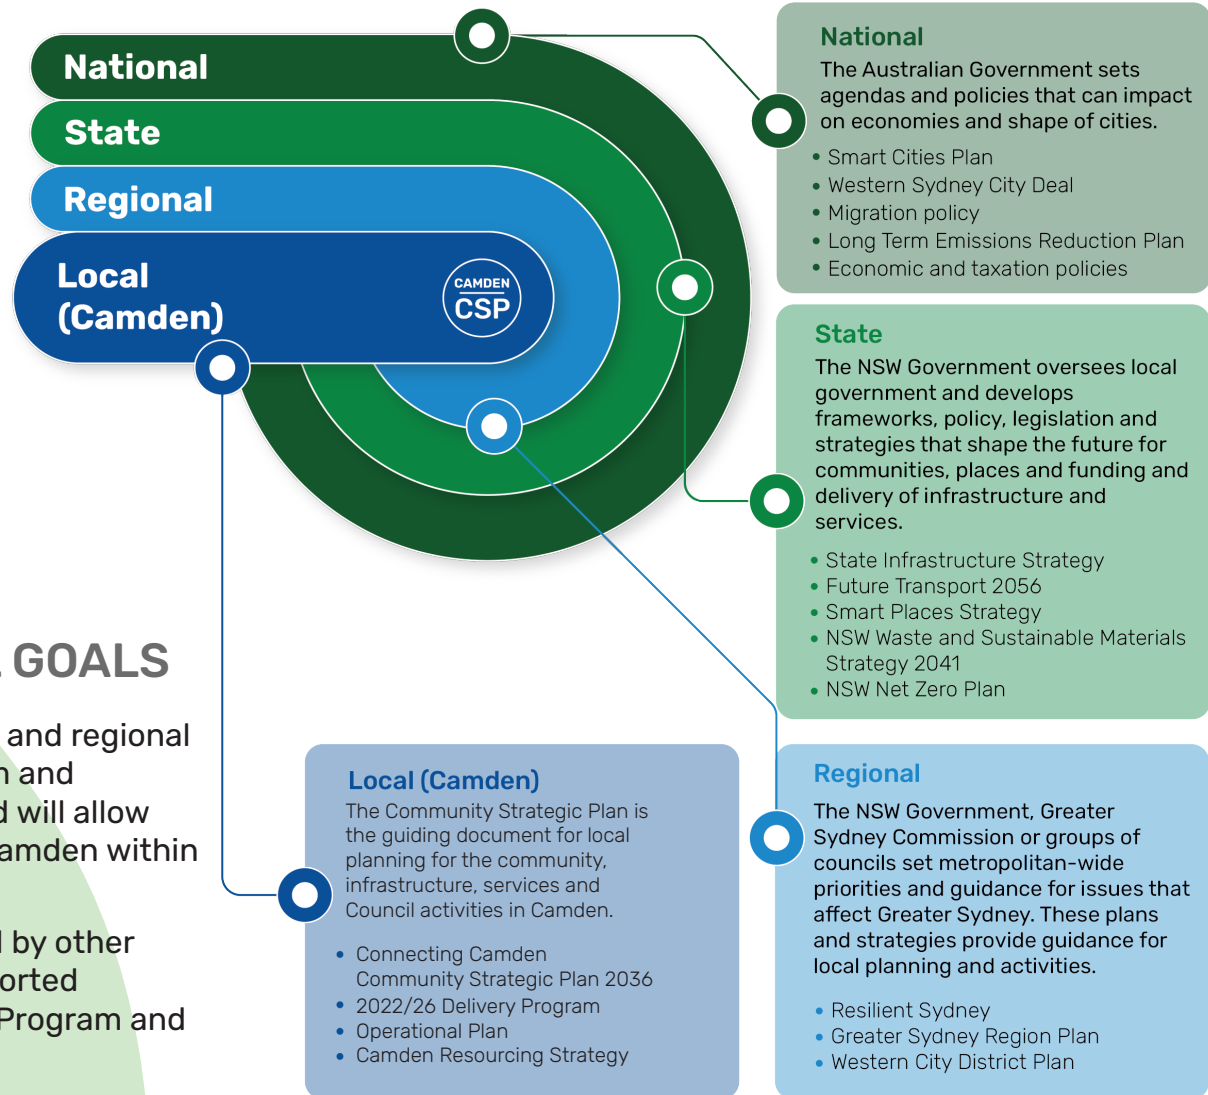 National
State
Regional
Local
(Camden)
CAMDEN
CSP
National
The Australian Government sets
agendas and policies that can impact
on economies and shape of cities.
• Smart Cities Plan
• Western Sydney City Deal
• Migration policy
• Long Term Emissions Reduction Plan
• Economic and taxation policies
State
The NSW Government oversees local
government and develops
frameworks, policy, legislation and
strategies that shape the future for
communities, places and funding and
delivery of infrastructure and
services.
• State Infrastructure Strategy
• Future Transport 2056
• Smart Places Strategy
• NSW Waste and Sustainable Materials
Strategy 2041
• NSW Net Zero Plan
GOALS
and regional
and
will allow
within
by other
Program and
Local (Camden)
The Community Strategic Plan is
the guiding document for local
planning for the community,
infrastructure, services and
Council activities in Camden.
• Connecting Camden
Community Strategic Plan 2036
• 2022/26 Delivery Program
• Operational Plan
• Camden Resourcing Strategy
Regional
The NSW Government, Greater
Sydney Commission or groups of
councils set metropolitan-wide
priorities and guidance for issues that
affect Greater Sydney. These plans
and strategies provide guidance for
local planning and activities.
• Resilient Sydney
• Greater Sydney Region Plan
• Western City District Plan